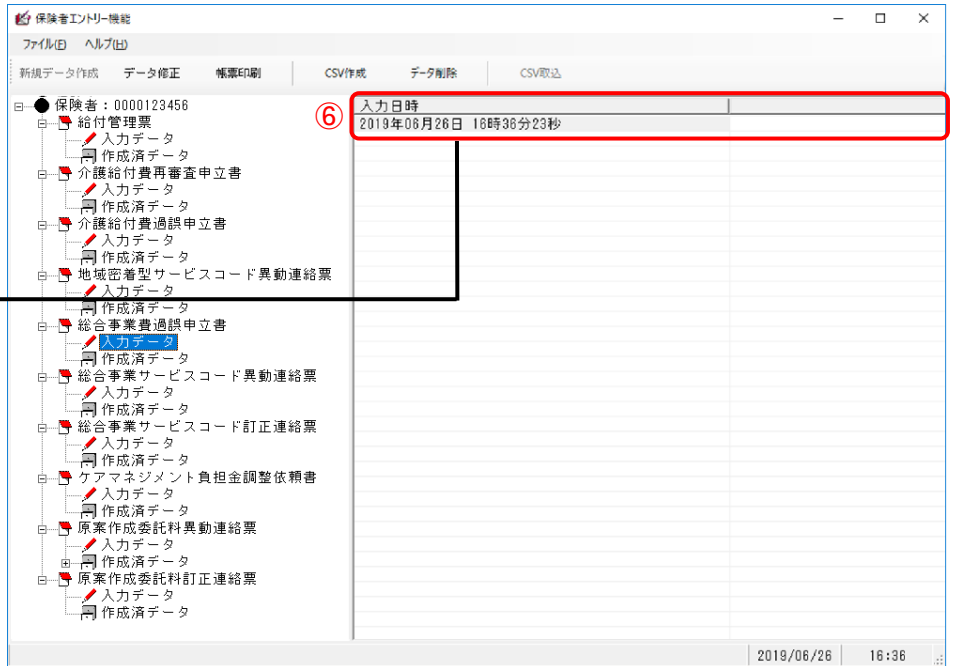 保険者エントリー機能
ファイル(F) ヘルプ(H)
新規データ作成 データ修正 帳票印刷 CSV作成 データ削除 CSV取込
保険者:0000123456
給付管理票
入力データ
作成済データ
介護給付費再審査申立書
入力データ
作成済データ
介護給付費過誤申立書
入力データ
作成済データ
地域密着型サービスコード異動連絡票
入力データ
作成済データ
総合事業費過誤申立書
入力データ
作成済データ
総合事業サービスコード異動連絡票
入力データ
作成済データ
総合事業サービスコード訂正連絡票
入力データ
作成済データ
ケアマネジメント負担金調整依頼書
入力データ
作成済データ
原案作成委託料異動連絡票
入力データ
作成済データ
原案作成委託料訂正連絡票
入力データ
作成済データ
⑥
入力日時
2019年06月26日 16時36分23秒
2019/06/26 16:36